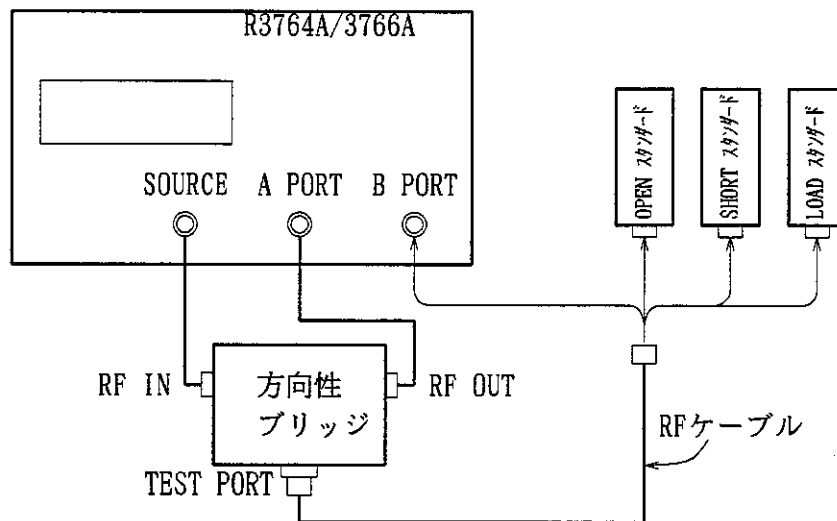 R3764A/3766A
SOURCE
A PORT
B PORT
OPEN スタンダード
SHORT スタンダード
LOAD スタンダード
RF IN
方向性
ブリッジ
RF OUT
RFケーブル
TEST PORT